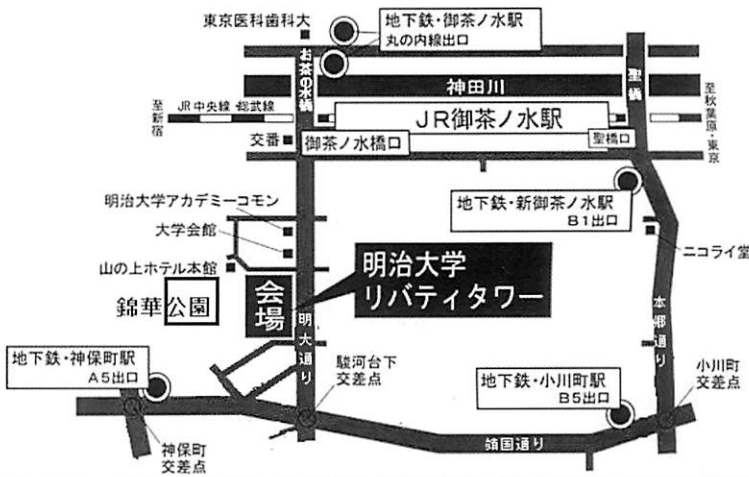 東京医科歯科大
地下鉄・御茶ノ水駅
丸の内線出口
お茶の水橋
聖橋
神田川
至新宿
JR中央線・総武線
JR御茶ノ水駅
至秋葉原・東京
交番
御茶ノ水橋口
聖橋口
明治大学アカデミーコモン
地下鉄・新御茶ノ水駅
B1出口
大学会館
ニコライ堂
山の上ホテル本館
明治大学
リバティタワー
会場
錦華公園
明大通り
本郷通り
地下鉄・神保町駅
A5出口
駿河台下
交差点
地下鉄・小川町駅
B5出口
小川町
交差点
神保町
交差点
靖国通り